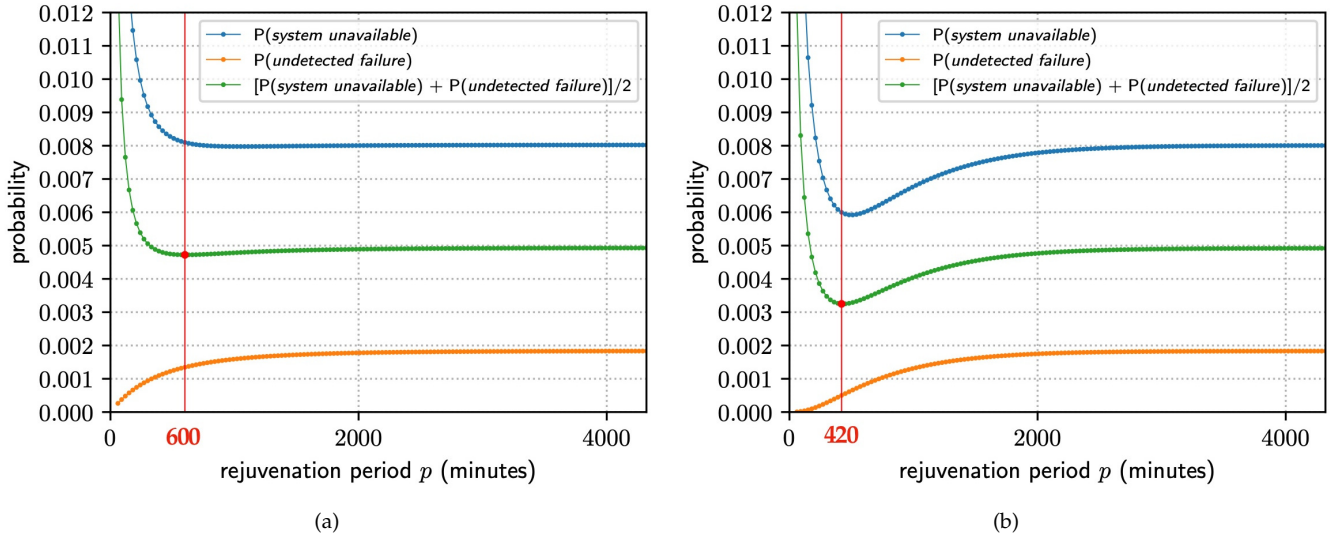 0.012
0.011
0.010
0.009
0.008
0.007
0.006
0.005
0.004
0.003
0.002
0.001
0.000
probability
P(system unavailable)
P(undetected failure)
[P(system unavailable) + P(undetected failure)]/2
0
600
2000
4000
rejuvenation period p (minutes)
(a)
0.012
0.011
0.010
0.009
0.008
0.007
0.006
0.005
0.004
0.003
0.002
0.001
0.000
probability
P(system unavailable)
P(undetected failure)
[P(system unavailable) + P(undetected failure)]/2
0
420
2000
4000
rejuvenation period p (minutes)
(b)